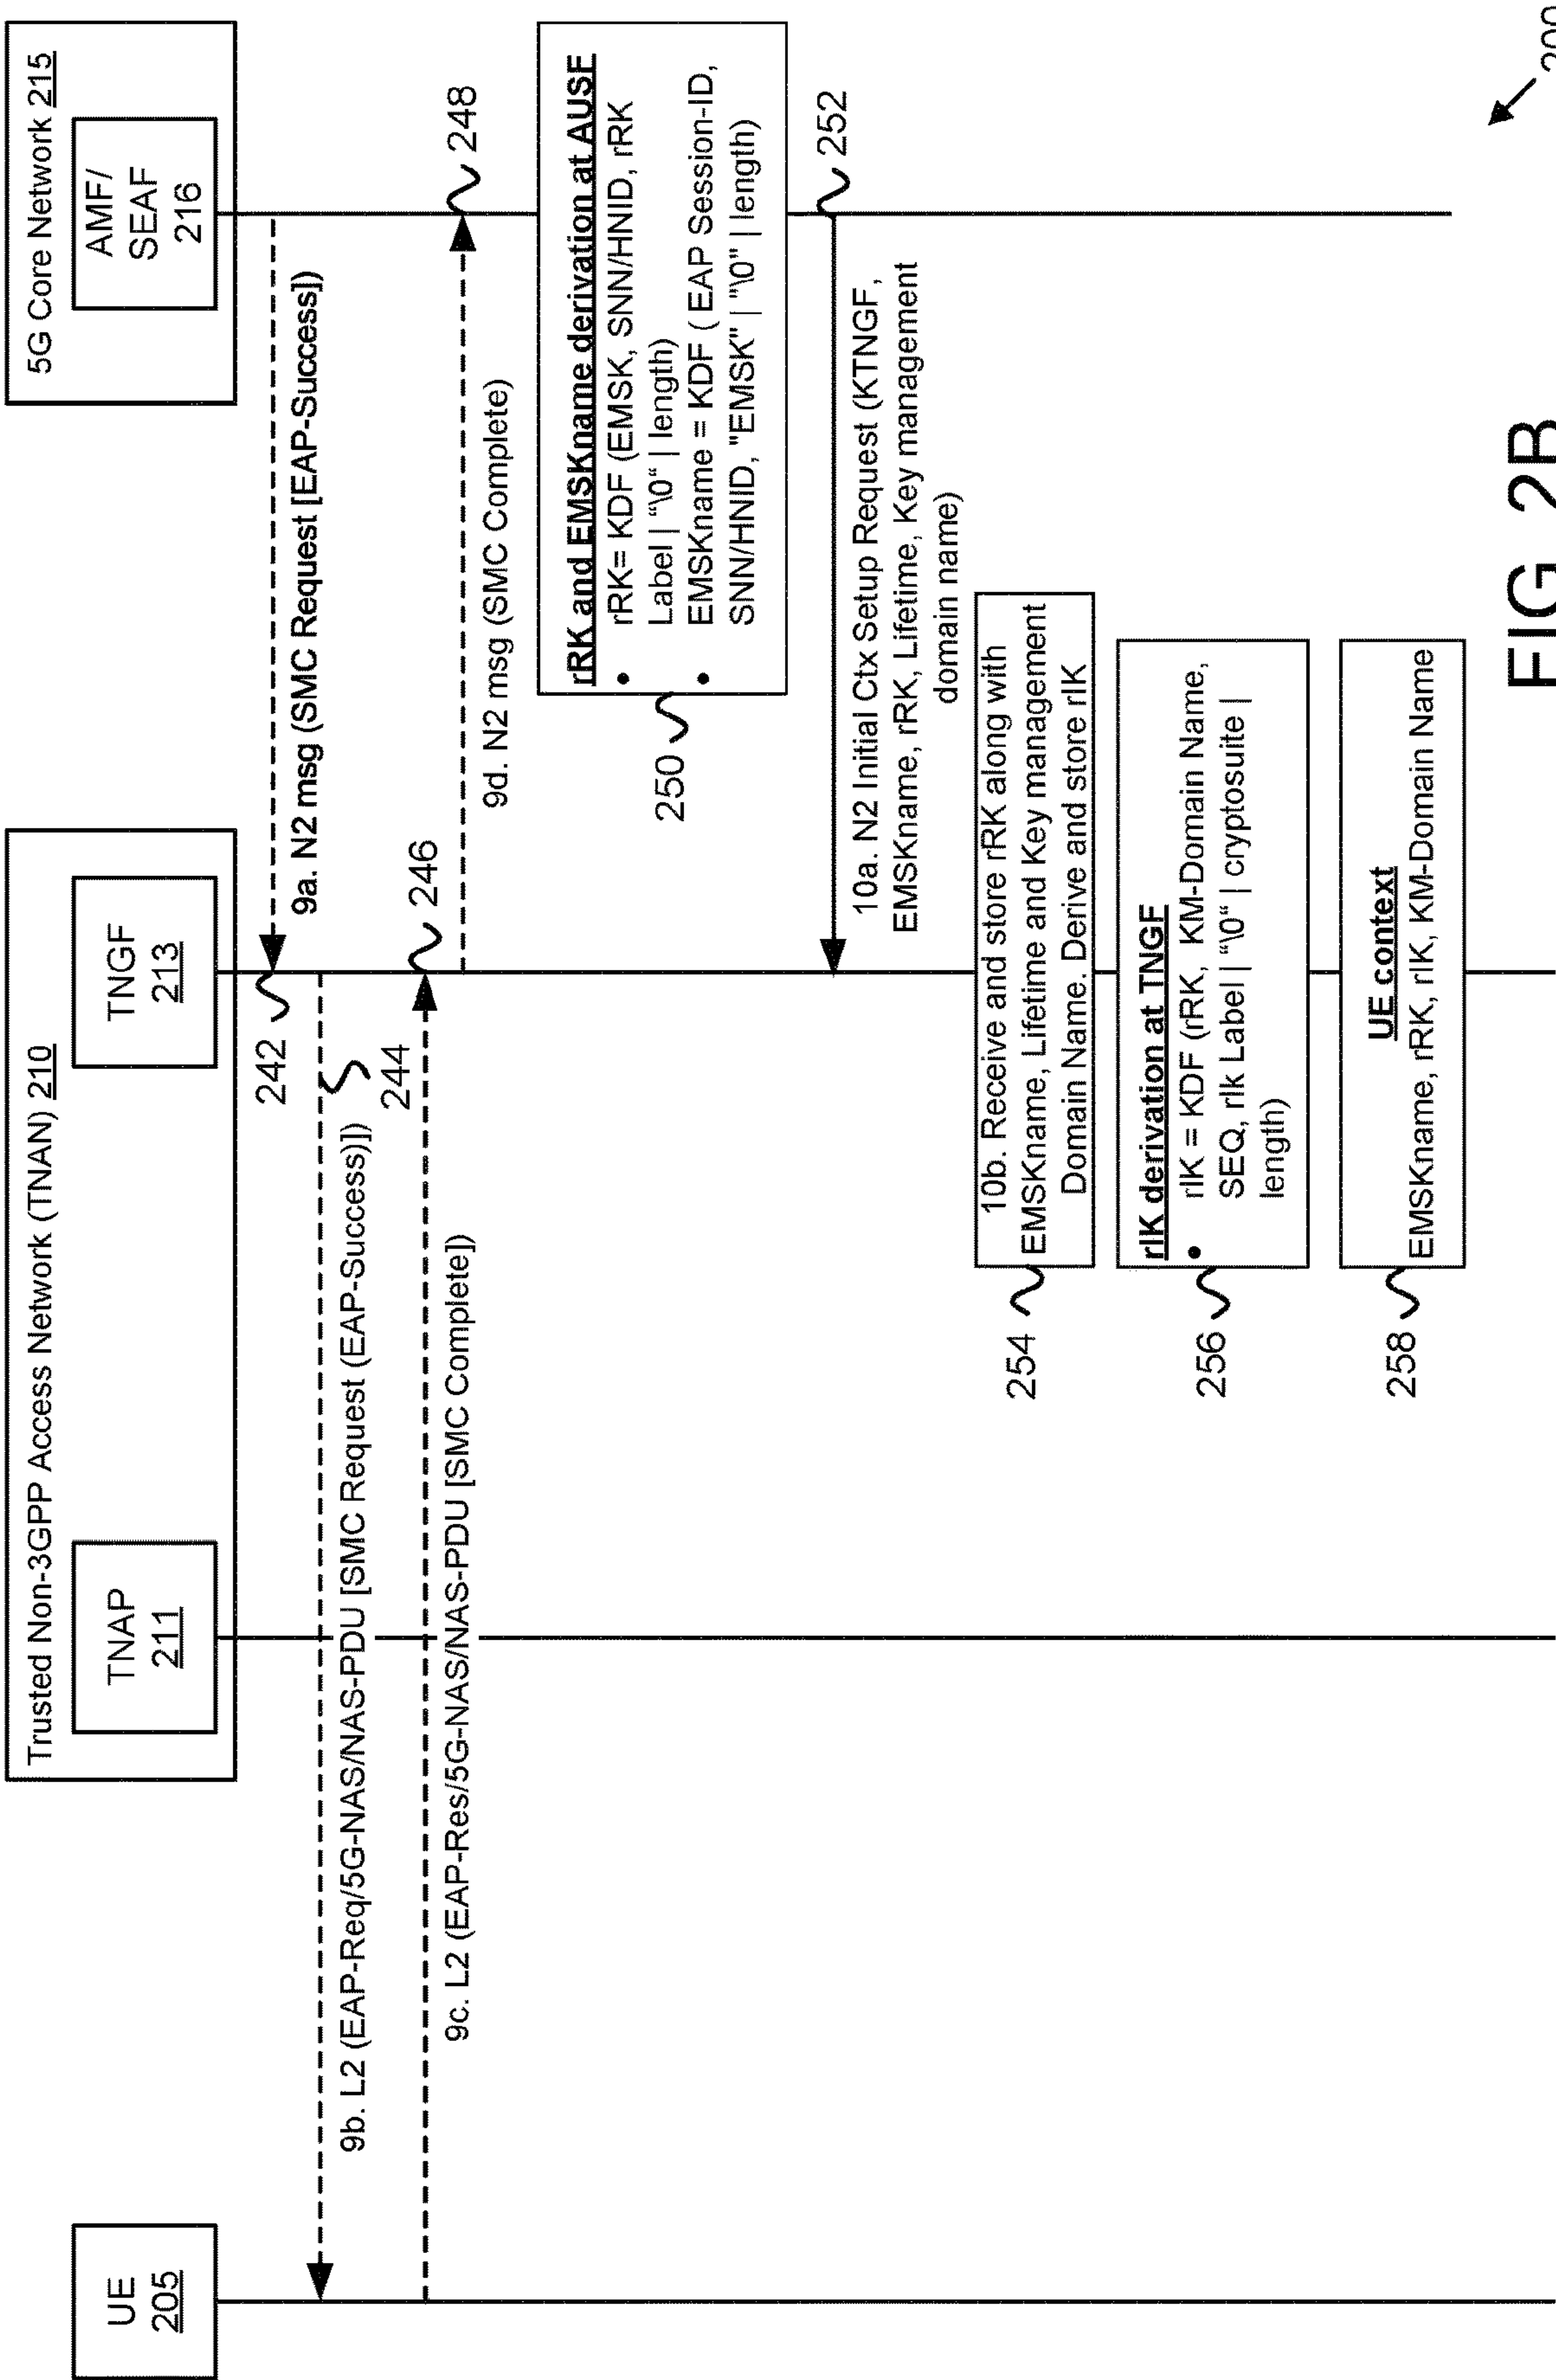 UE
205
Trusted Non-3GPP Access Network (TNAN) 210
TNAP
211
TNGF
213
5G Core Network 215
AMF/
SEAF
216
242
9a. N2 msg (SMC Request [EAP-Success])
9b. L2 (EAP-Req/5G-NAS/NAS-PDU [SMC Request (EAP-Success)])
244
246
9c. L2 (EAP-Res/5G-NAS/NAS-PDU [SMC Complete])
248
9d. N2 msg (SMC Complete)
250
rRK and EMSKname derivation at AUSF
• rRK= KDF (EMSK, SNN/HNID, rRK
Label | "\0" | length)
• EMSKname = KDF ( EAP Session-ID,
SNN/HNID, "EMSK" | "\0" | length)
252
10a. N2 Initial Ctx Setup Request (KTNGF,
EMSKname, rRK, Lifetime, Key management
domain name)
254
10b. Receive and store rRK along with
EMSKname, Lifetime and Key management
Domain Name. Derive and store rIK
256
rIK derivation at TNGF
• rIK = KDF (rRK, KM-Domain Name,
SEQ, rIk Label | "\0" | cryptosuite |
length)
258
UE context
EMSKname, rRK, rIK, KM-Domain Name
FIG. 2B
200